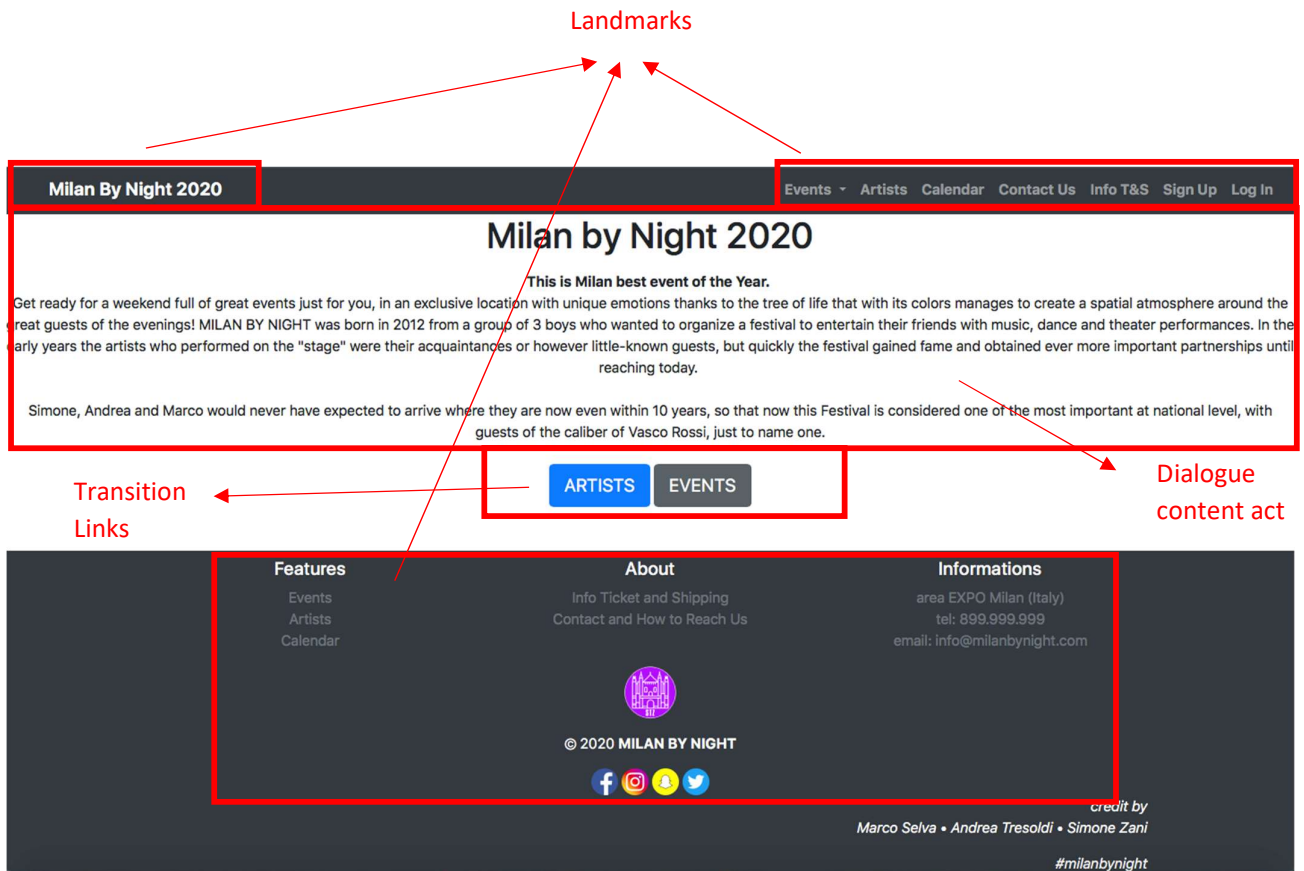 Landmarks
Milan By Night 2020
Events Artists Calendar Contact Us Info T&S Sign Up Log In
Milan by Night 2020
This is Milan best event of the Year.
Get ready for a weekend full of great events just for you, in an exclusive location with unique emotions thanks to the tree of life that with its colors manages to create a spatial atmosphere around the
great guests of the evenings! MILAN BY NIGHT was born in 2012 from a group of 3 boys who wanted to organize a festival to entertain their friends with music, dance and theater performances. In the
early years the artists who performed on the "stage" were their acquaintances or however little-known guests, but quickly the festival gained fame and obtained ever more important partnerships until
reaching today.
Simone, Andrea and Marco would never have expected to arrive where they are now even within 10 years, so that now this Festival is considered one of the most important at national level, with
guests of the caliber of Vasco Rossi, just to name one.
Transition
Links
ARTISTS EVENTS
Dialogue
content act
Features
Events
Artists
Calendar
About
Info Ticket and Shipping
Contact and How to Reach Us
Informations
area EXPO Milan (Italy)
tel: 899.999.999
email: info@milanbynight.com
STZ
© 2020 MILAN BY NIGHT
credit by
Marco Selva • Andrea Tresoldi • Simone Zani
#milanbynight